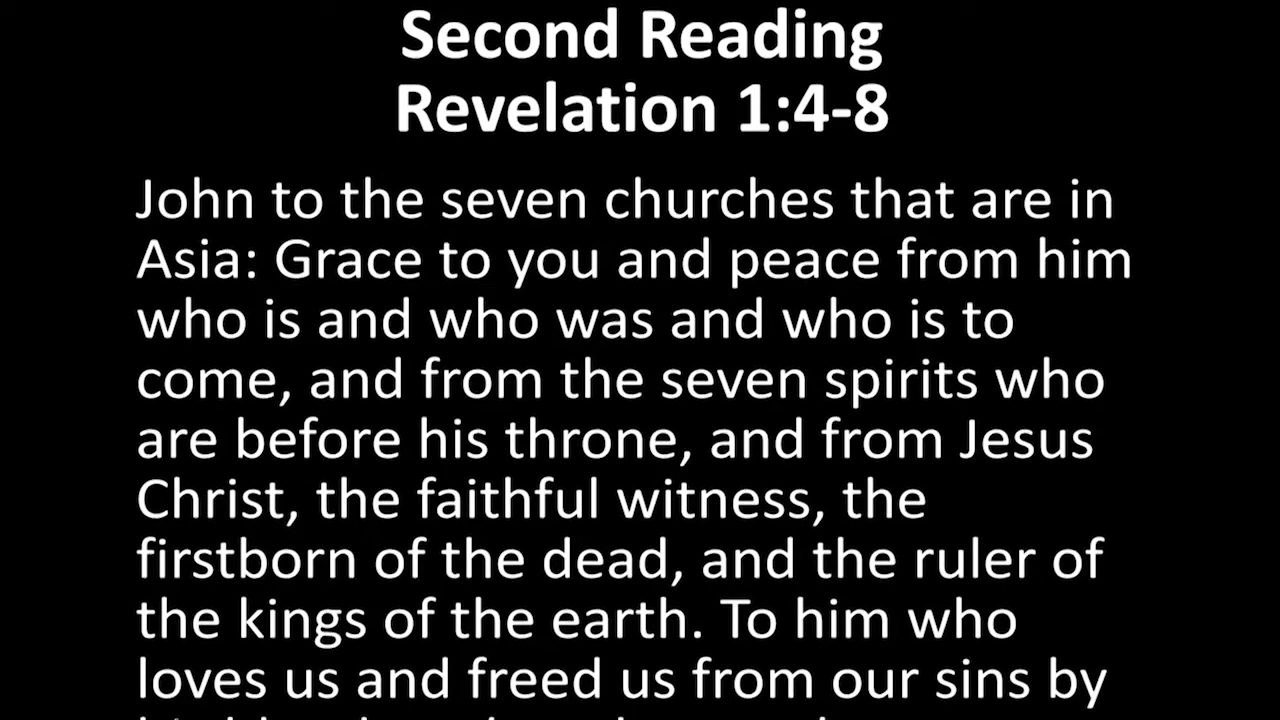 Second Reading
Revelation 1:4-8
John to the seven churches that are in
Asia: Grace to you and peace from him
who is and who was and who is to
come, and from the seven spirits who
are before his throne, and from Jesus
Christ, the faithful witness, the
firstborn of the dead, and the ruler of
the kings of the earth. To him who
loves us and freed us from our sins by